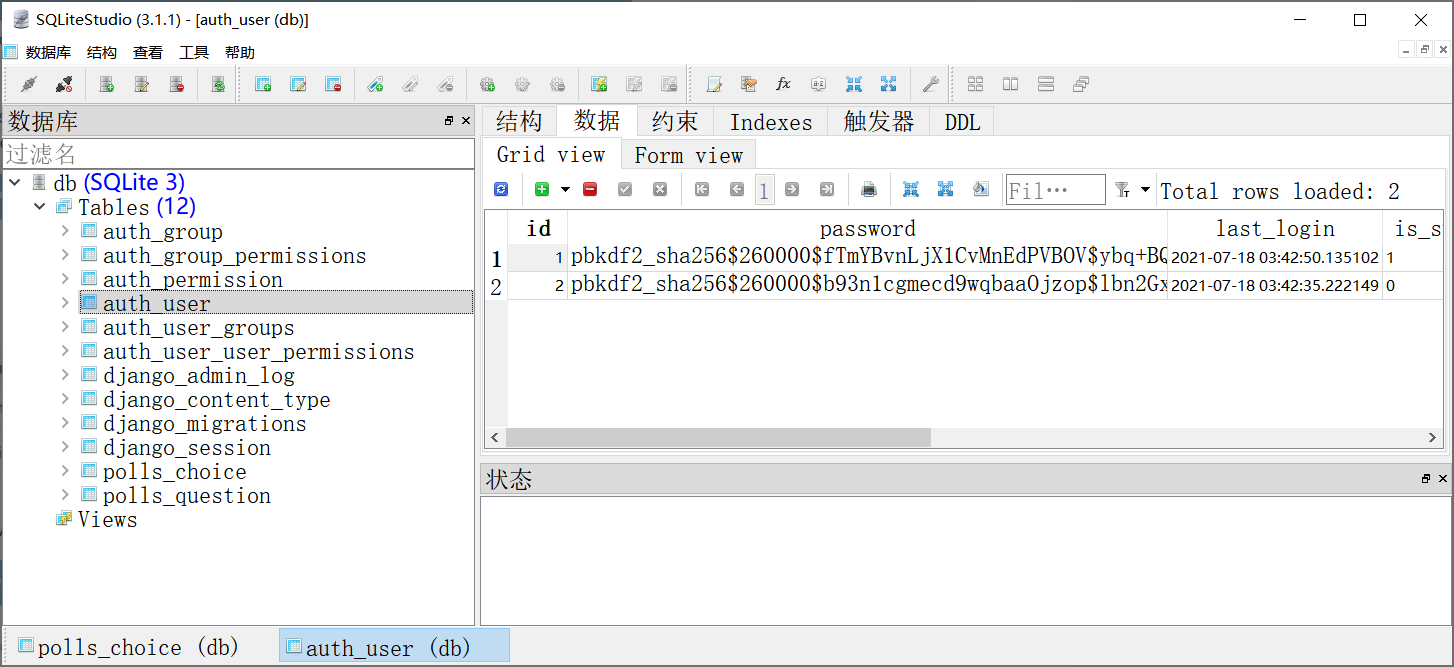 SQLiteStudio (3.1.1) - [auth_user (db)]
数据库 结构 查看 工具 帮助
数据库
过滤名
db (SQLite 3)
Tables (12)
auth_group
auth_group_permissions
auth_permission
auth_user
auth_user_groups
auth_user_user_permissions
django_admin_log
django_content_type
django_migrations
django_session
polls_choice
polls_question
Views
结构 数据 约束 Indexes 触发器 DDL
Grid view Form view
1 Fil… Total rows loaded: 2
id password last_login is_s
1 1 pbkdf2_sha256$260000$fTmYBvnLjX1CvMnEdPVBOV$ybq+BQ 2021-07-18 03:42:50.135102 1
2 2 pbkdf2_sha256$260000$b93n1cgmecd9wqbaaOjzop$lbn2Gx 2021-07-18 03:42:35.222149 0
状态
polls_choice (db) auth_user (db)